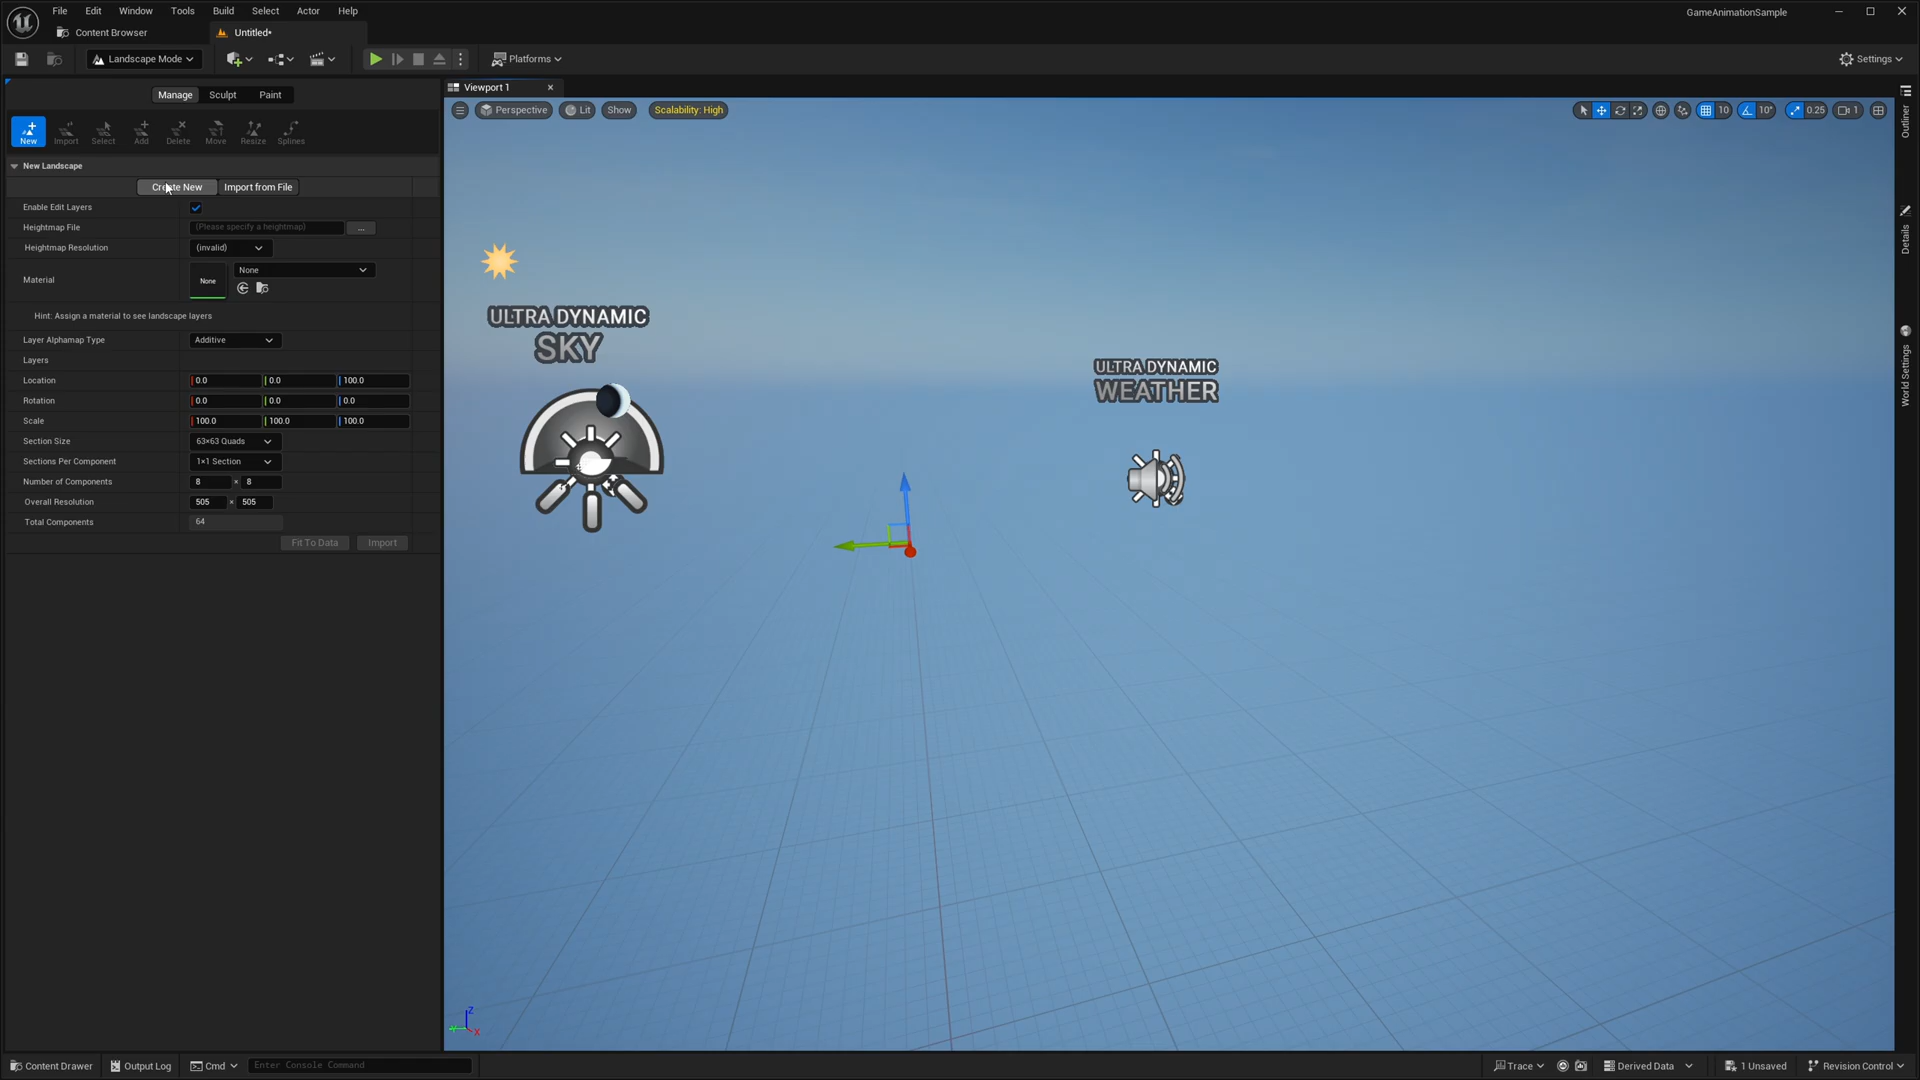 File Edit Window Tools Build Select Actor Help
GameAnimationSample
Content Browser
Untitled*
Landscape Mode
Platforms
Settings
Manage Sculpt Paint
Viewport 1
Perspective Lit Show Scalability: High
10 10° 0.25 1
New Import Select Add Delete Move Resize Splines
New Landscape
Create New Import from File
Enable Edit Layers
Heightmap File (Please specify a heightmap) ...
Heightmap Resolution (invalid)
Material None None
Hint: Assign a material to see landscape layers
Layer Alphamap Type Additive
Layers
Location 0.0 0.0 100.0
Rotation 0.0 0.0 0.0
Scale 100.0 100.0 100.0
Section Size 63×63 Quads
Sections Per Component 1×1 Section
Number of Components 8 × 8
Overall Resolution 505 × 505
Total Components 64
Fit To Data Import
ULTRA DYNAMIC
SKY
ULTRA DYNAMIC
WEATHER
Outliner
Details
World Settings
Z
Y
X
Content Drawer Output Log Cmd Enter Console Command
Trace Derived Data 1 Unsaved Revision Control